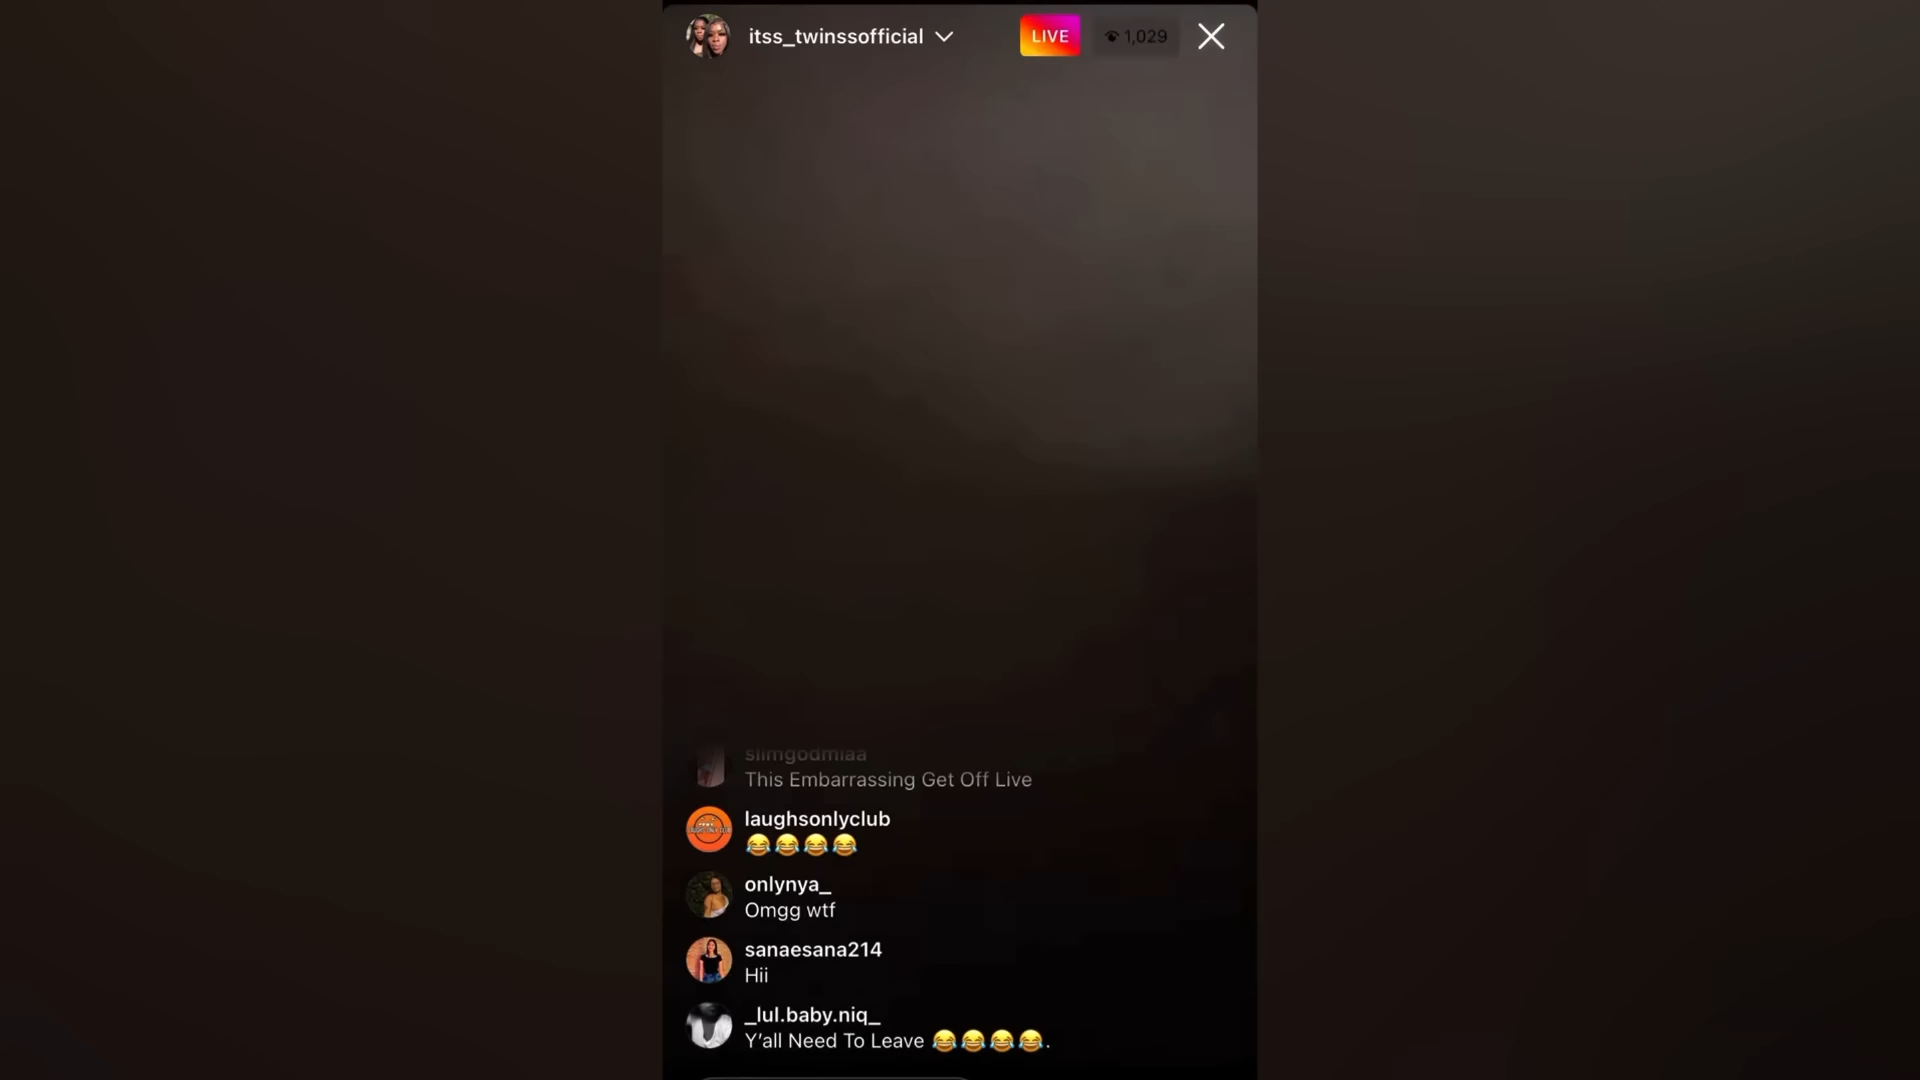 itss_twinssofficial
LIVE
1,029
slimgodmiaa
This Embarrassing Get Off Live
laughsonlyclub
😂😂😂😂
onlynya_
Omgg wtf
sanaesana214
Hii
_lul.baby.niq_
Y’all Need To Leave 😂😂😂😂.